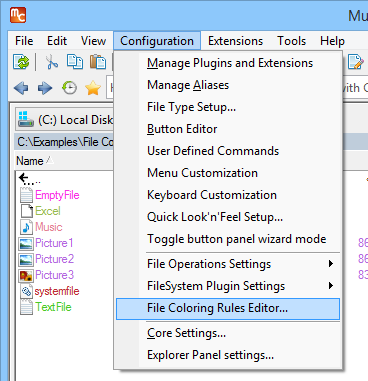 MC Mu
File Edit View Configuration Extensions Tools Help
Manage Plugins and Extensions
Manage Aliases
File Type Setup...
Button Editor
User Defined Commands
Menu Customization
Keyboard Customization
Quick Look'n'Feel Setup...
Toggle button panel wizard mode
File Operations Settings
FileSystem Plugin Settings
File Coloring Rules Editor...
Core Settings...
Explorer Panel settings...
H
with C
(C:) Local Disk
C:\Examples\File Co
Name
..
EmptyFile
Excel
Music
Picture1 86
Picture2 86
Picture3 83
systemfile
TextFile